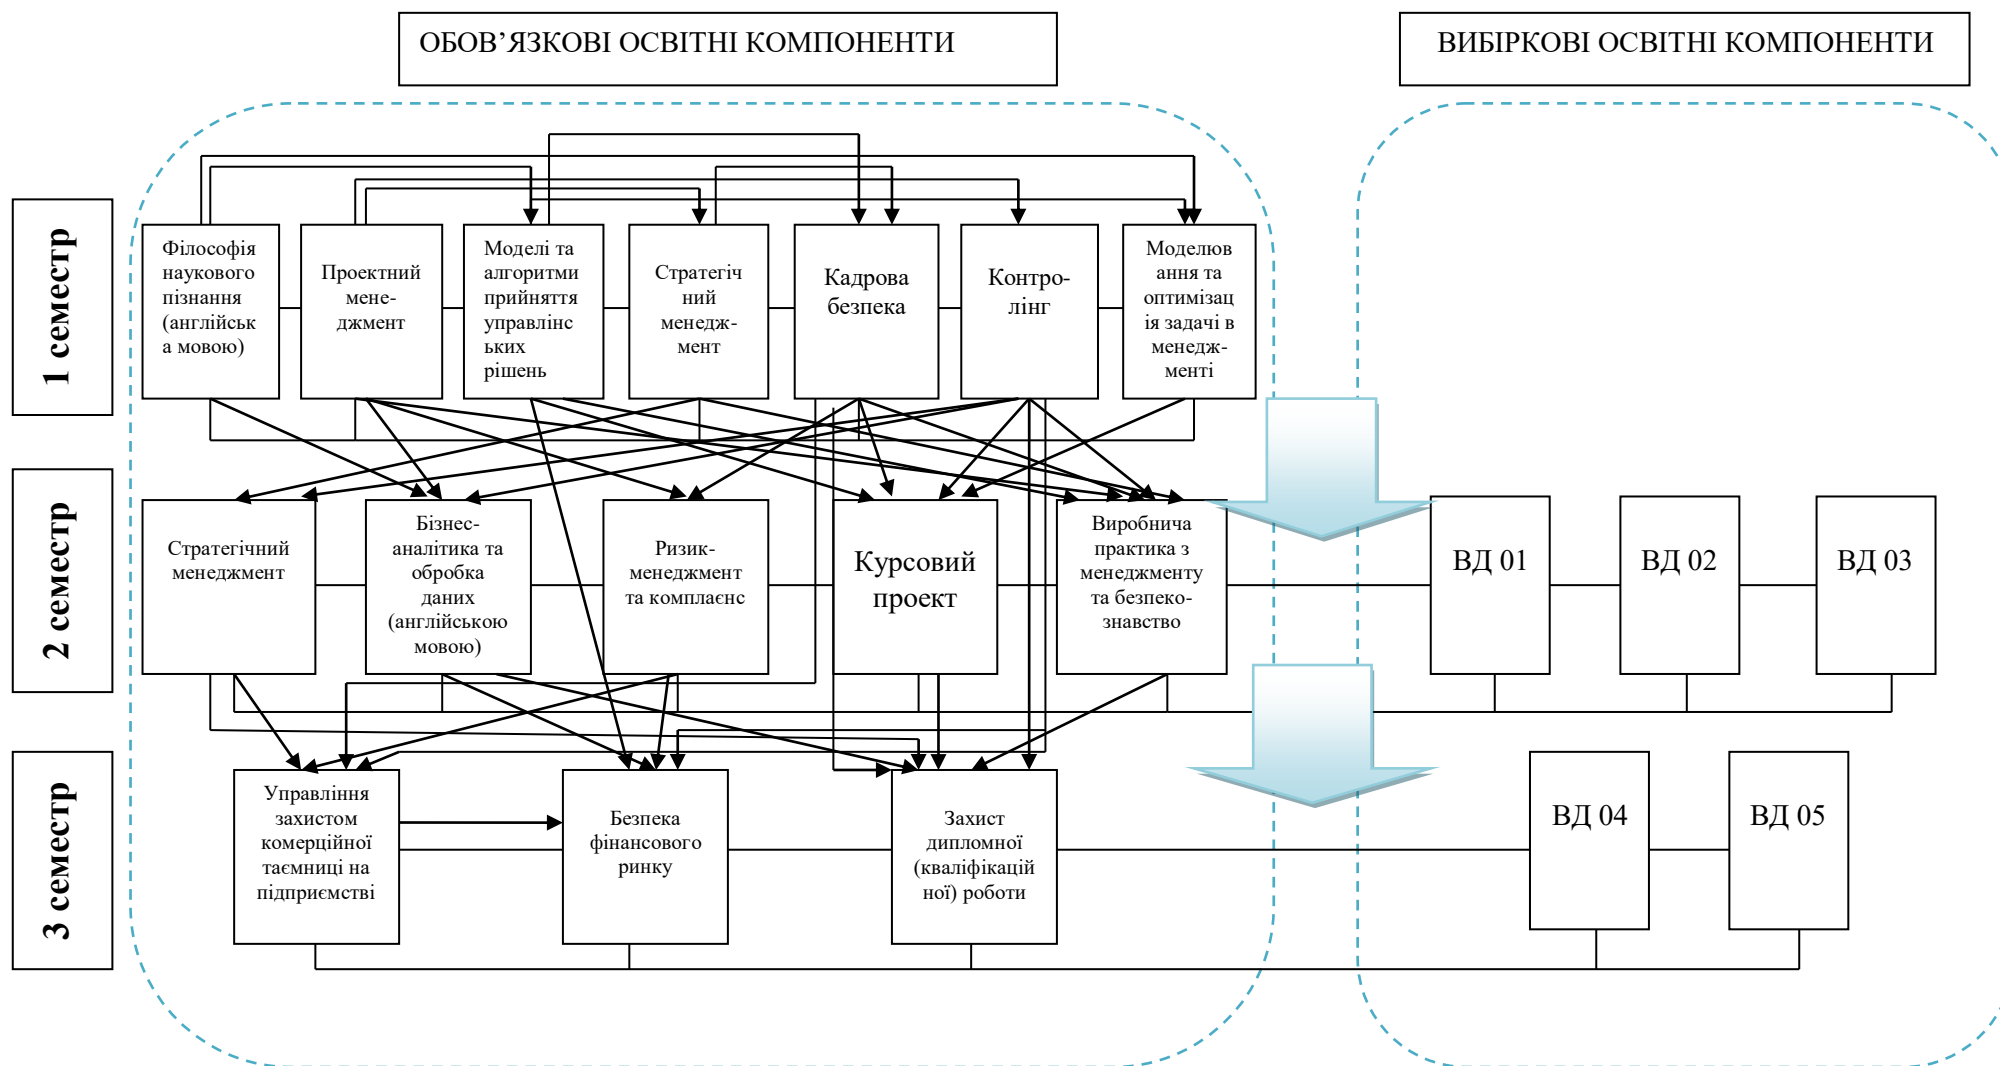 ОБОВ’ЯЗКОВІ ОСВІТНІ КОМПОНЕНТИ
ВИБІРКОВІ ОСВІТНІ КОМПОНЕНТИ
1 семестр
Філософія
наукового
пізнання
(англійськ
а мовою)
Проектний
мене-
джмент
Моделі та
алгоритми
прийняття
управлінс
ьких
рішень
Стратегіч
ний
менедж-
мент
Кадрова
безпека
Контро-
лінг
Моделюв
ання та
оптимізац
ія задачі в
менедж-
менті
2 семестр
Стратегічний
менеджмент
Бізнес-
аналітика та
обробка
даних
(англійською
мовою)
Ризик-
менеджмент
та комплаєнс
Курсовий
проект
Виробнича
практика з
менеджменту
та безпеко-
знавство
ВД 01
ВД 02
ВД 03
3 семестр
Управління
захистом
комерційної
таємниці на
підприємстві
Безпека
фінансового
ринку
Захист
дипломної
(кваліфікацій
ної) роботи
ВД 04
ВД 05